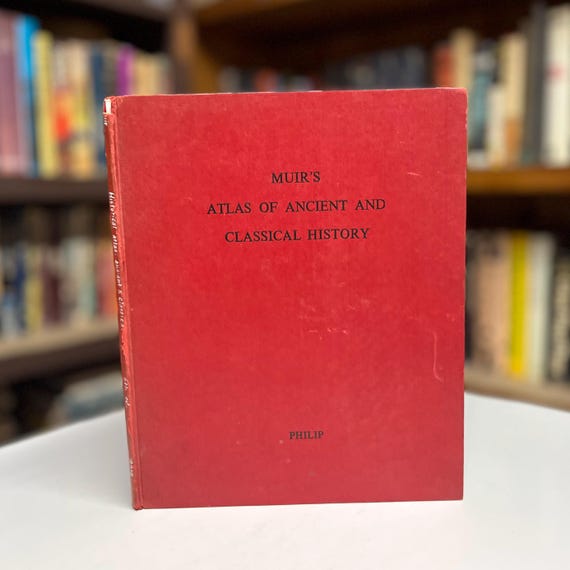 MUIR'S
ATLAS OF ANCIENT AND
CLASSICAL HISTORY
PHILIP